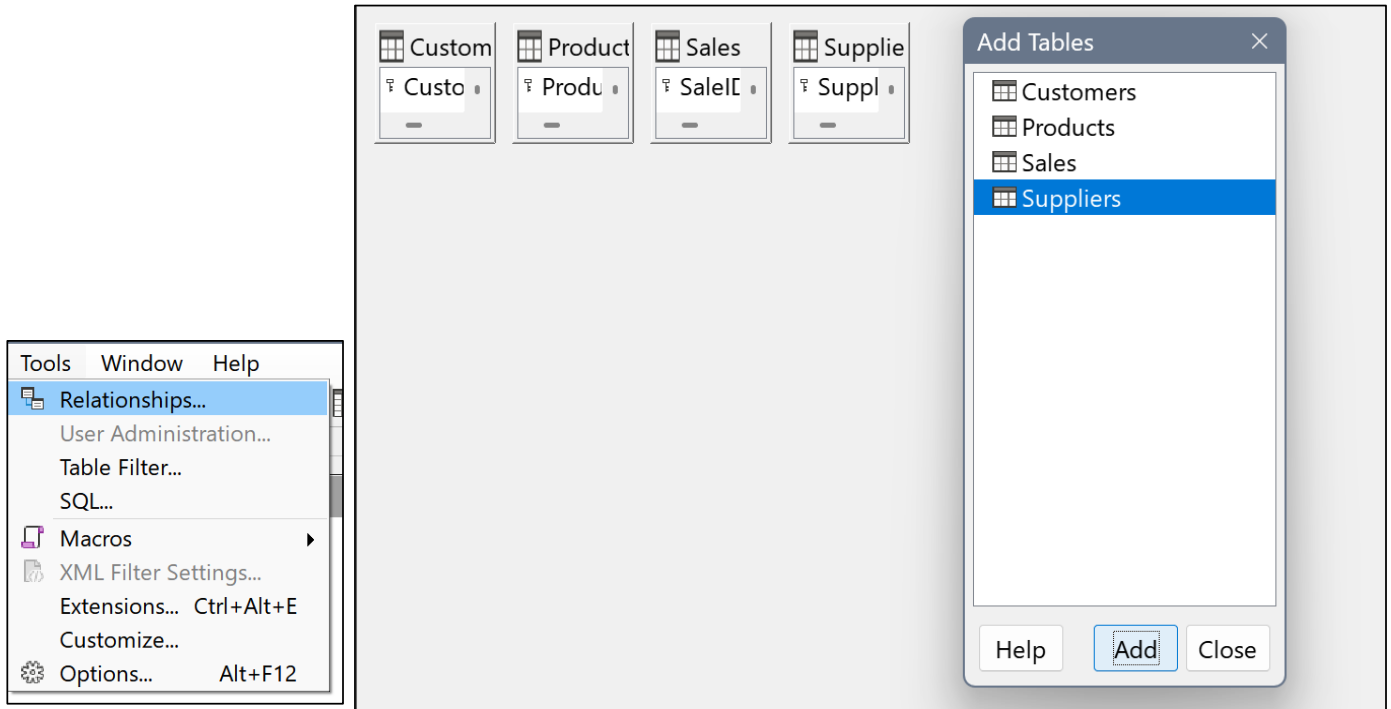 Tools Window Help
Relationships...
User Administration...
Table Filter...
SQL...
Macros
XML Filter Settings...
Extensions... Ctrl+Alt+E
Customize...
Options... Alt+F12
Custom Product Sales Supplie
Custo Produ SaleID Suppl
Add Tables
Customers
Products
Sales
Suppliers
Help Add Close